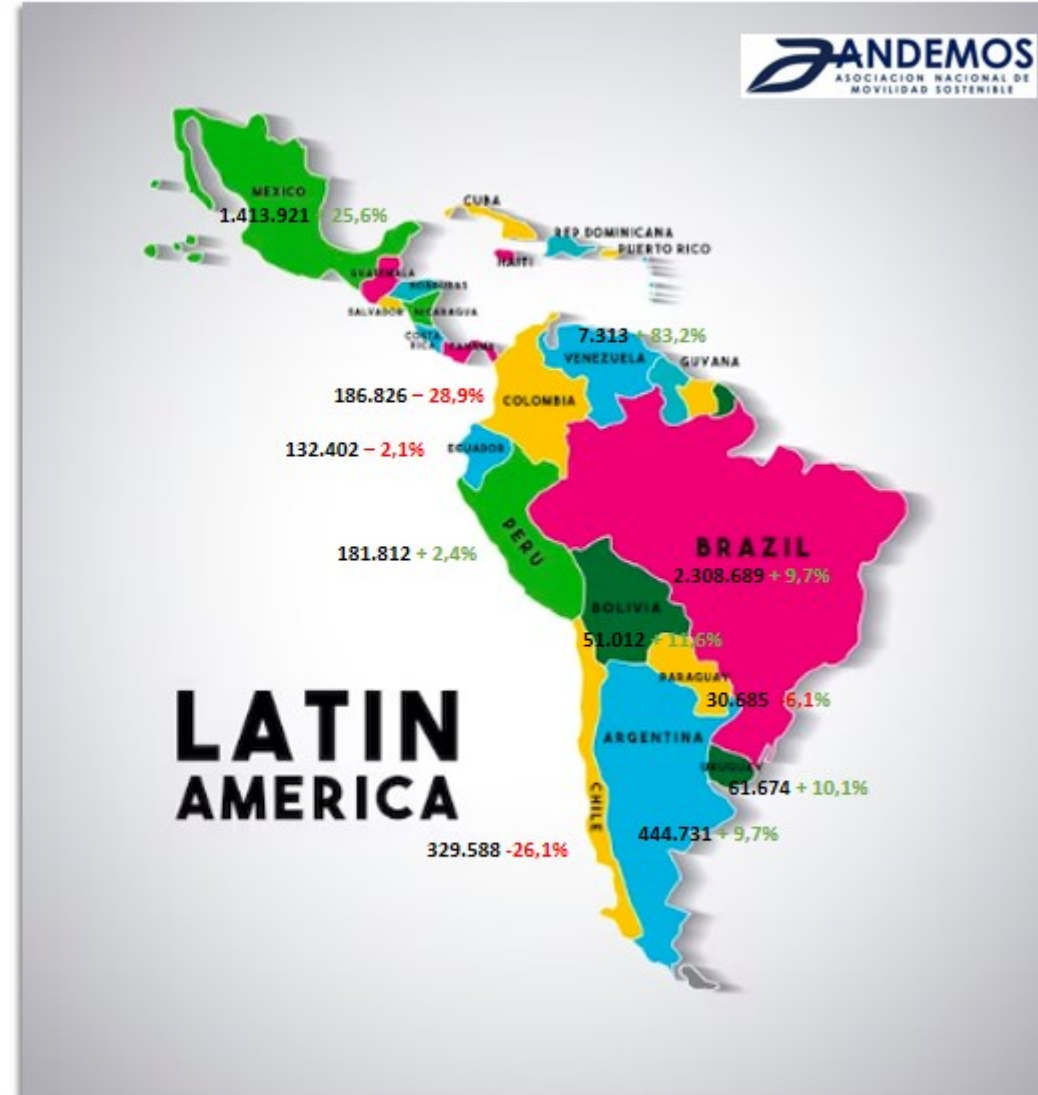 ANDEMOS
ASOCIACION NACIONAL DE
MOVILIDAD SOSTENIBLE
MEXICO
1.413.921 + 25,6%
CUBA
REP DOMINICANA
PUERTO RICO
HAITI
GUATEMALA
HONDURAS
SALVADOR
NICARAGUA
COSTA
RICA
PANAMA
7.313 + 83,2%
VENEZUELA
GUYANA
186.826 – 28,9%
COLOMBIA
132.402 – 2,1%
ECUADOR
PERU
181.812 + 2,4%
BRAZIL
2.308.689 + 9,7%
BOLIVIA
51.012 + 11,6%
PARAGUAY
30.685 -6,1%
ARGENTINA
URUGUAY
61.674 + 10,1%
LATIN
AMERICA
CHILE
444.731 + 9,7%
329.588 -26,1%